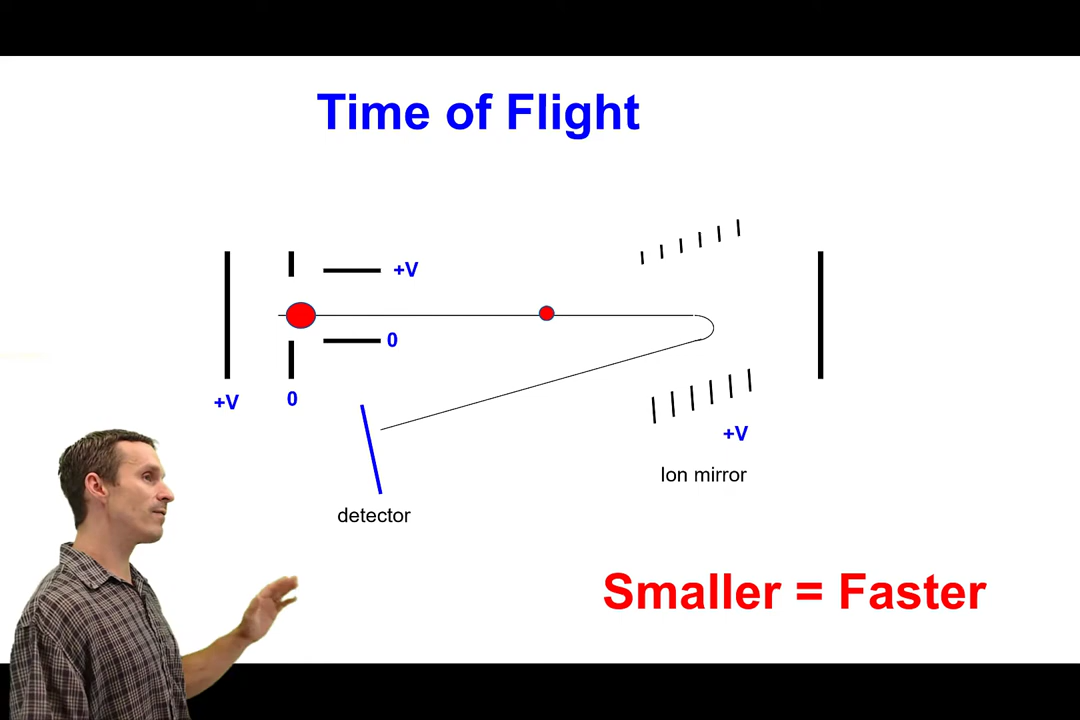 Time of Flight
+V
0
+V
0
+V
Ion mirror
detector
Smaller = Faster